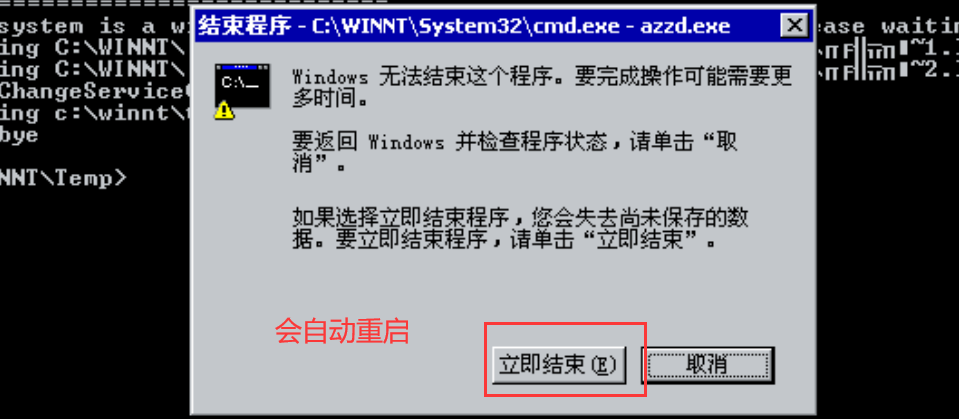 system is a w
ease waitin
ing C:\WINNT\
~1.
ing C:\WINNT\
~2.
ChangeService
ing c:\winnt\
bye
NNT\Temp>
结束程序 - C:\WINNT\System32\cmd.exe - azzd.exe
C:\_
Windows 无法结束这个程序。要完成操作可能需要更
多时间。
要返回 Windows 并检查程序状态，请单击“取
消”。
如果选择立即结束程序，您会失去尚未保存的数
据。要立即结束程序，请单击“立即结束”。
会自动重启
立即结束(E)
取消